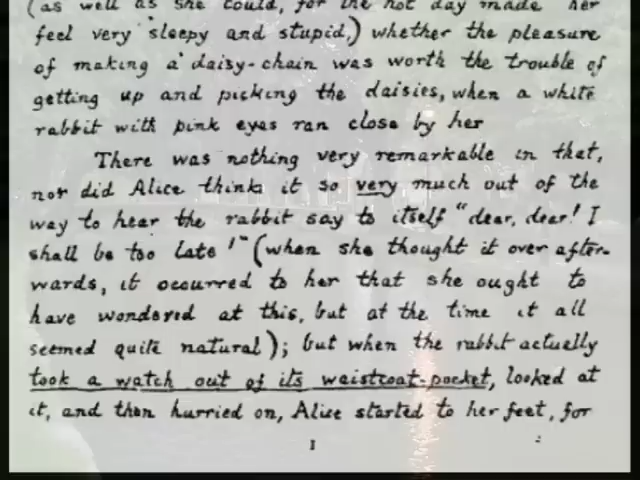 (as well as she could, for the hot day made her
feel very sleepy and stupid,) whether the pleasure
of making a daisy-chain was worth the trouble of
getting up and picking the daisies, when a white
rabbit with pink eyes ran close by her
There was nothing very remarkable in that,
nor did Alice think it so very much out of the
way to hear the rabbit say to itself "dear, dear! I
shall be too late!" (when she thought it over after-
wards, it occurred to her that she ought to
have wondered at this, but at the time it all
seemed quite natural); but when the rabbit actually
took a watch out of its waistcoat-pocket, looked at
it, and then hurried on, Alice started to her feet, for
1